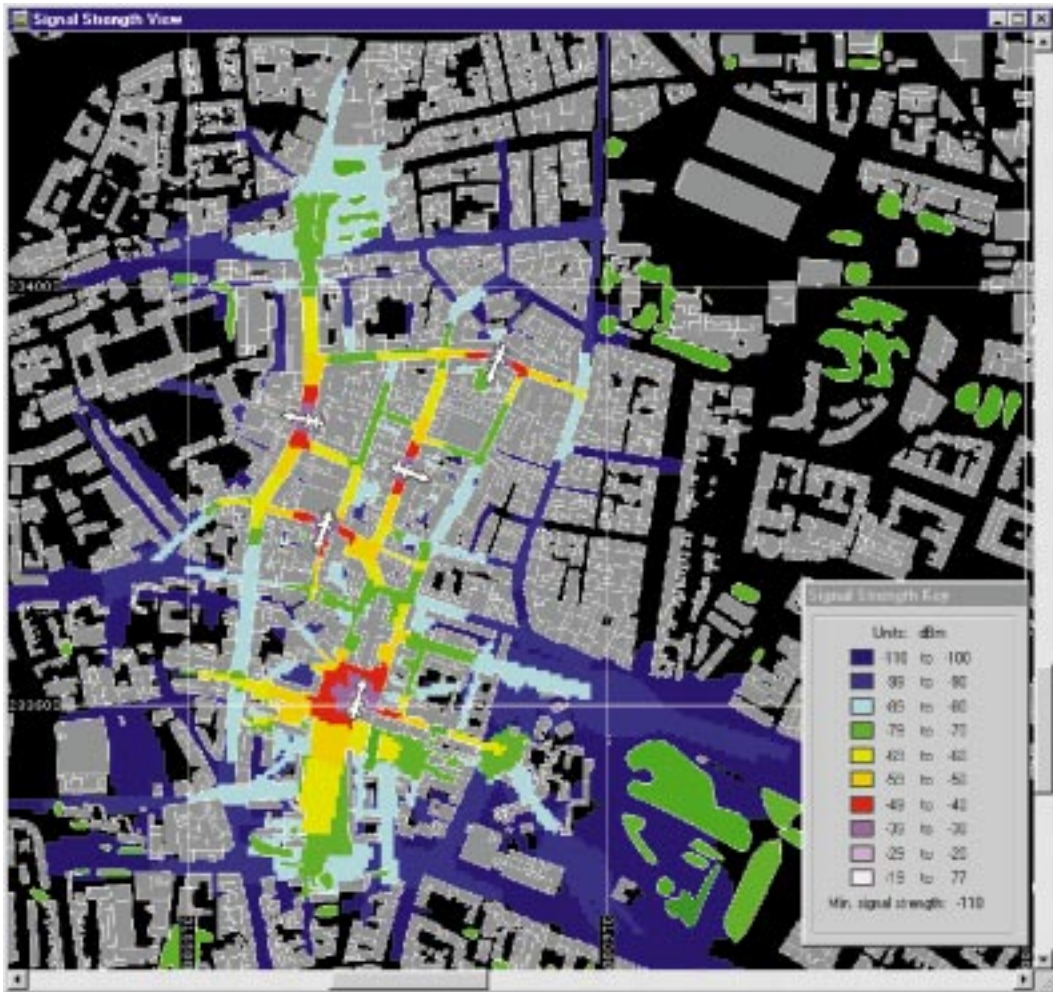 Signal Strength View
Signal Strength Key
Units: dBm
-110 to -100
-99 to -90
-89 to -80
-79 to -70
-69 to -60
-59 to -50
-49 to -40
-39 to -30
-29 to -20
-19 to 77
Min. signal strength: -110